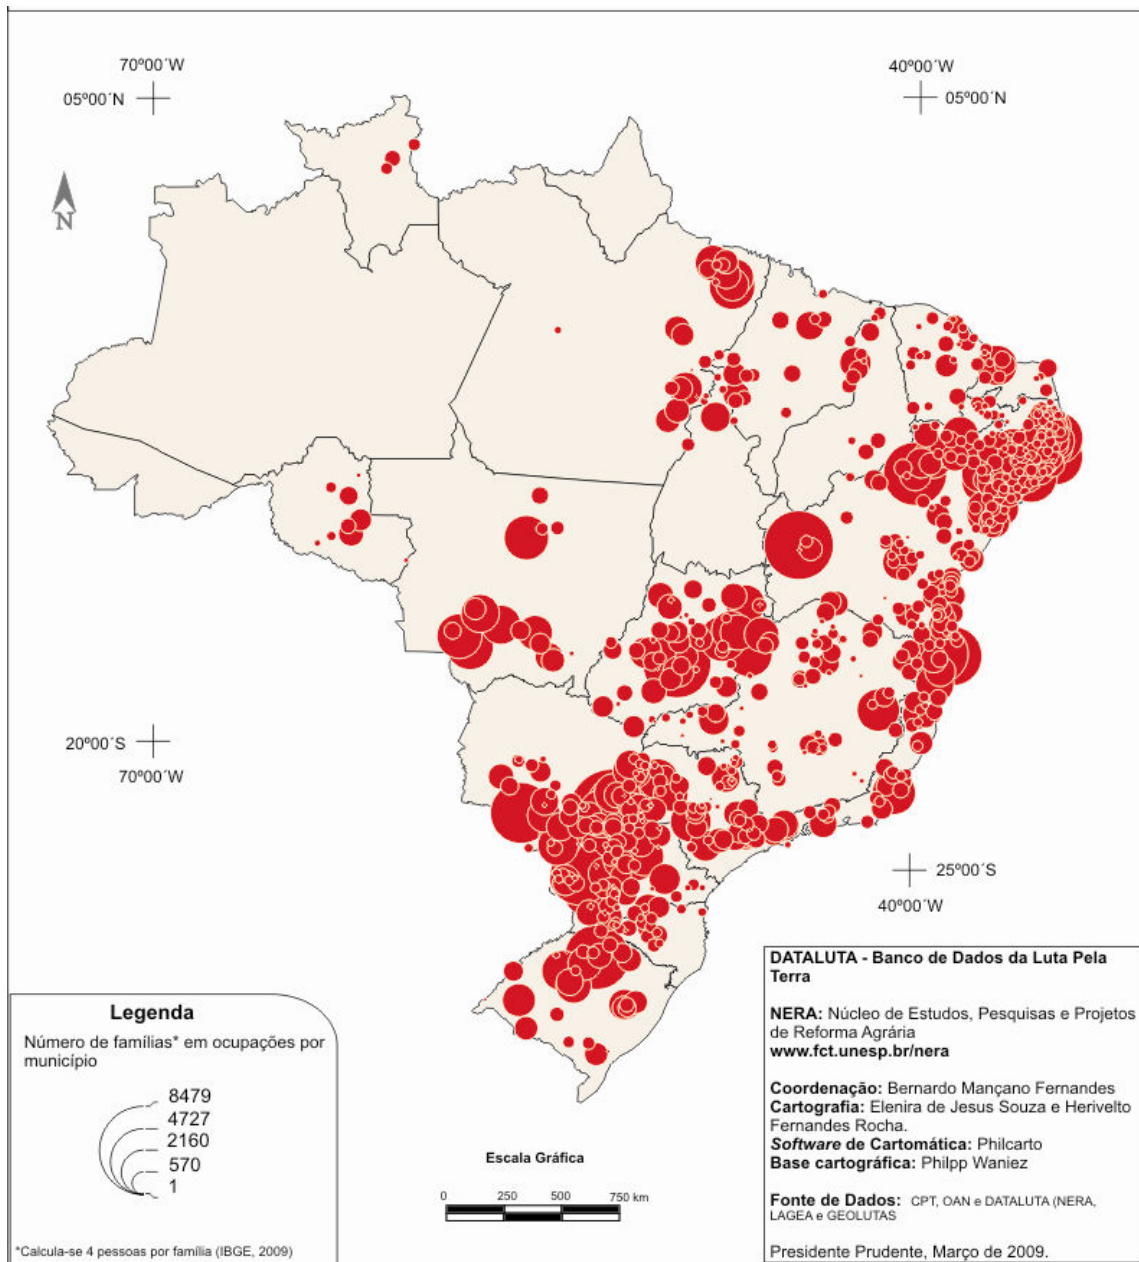 70º00´W
40º00´W
05º00´N
05º00´N
N
20º00´S
70º00´W
25º00´S
40º00´W
Legenda
Número de famílias* em ocupações por
município
8479
4727
2160
570
1
*Calcula-se 4 pessoas por família (IBGE, 2009)
Escala Gráfica
0 250 500 750 km
DATALUTA - Banco de Dados da Luta Pela
Terra
NERA: Núcleo de Estudos, Pesquisas e Projetos
de Reforma Agrária
www.fct.unesp.br/nera
Coordenação: Bernardo Mançano Fernandes
Cartografia: Elenira de Jesus Souza e Herivelto
Fernandes Rocha.
Software de Cartomática: Philcarto
Base cartográfica: Philpp Waniez
Fonte de Dados: CPT, OAN e DATALUTA (NERA,
LAGEA e GEOLUTAS
Presidente Prudente, Março de 2009.